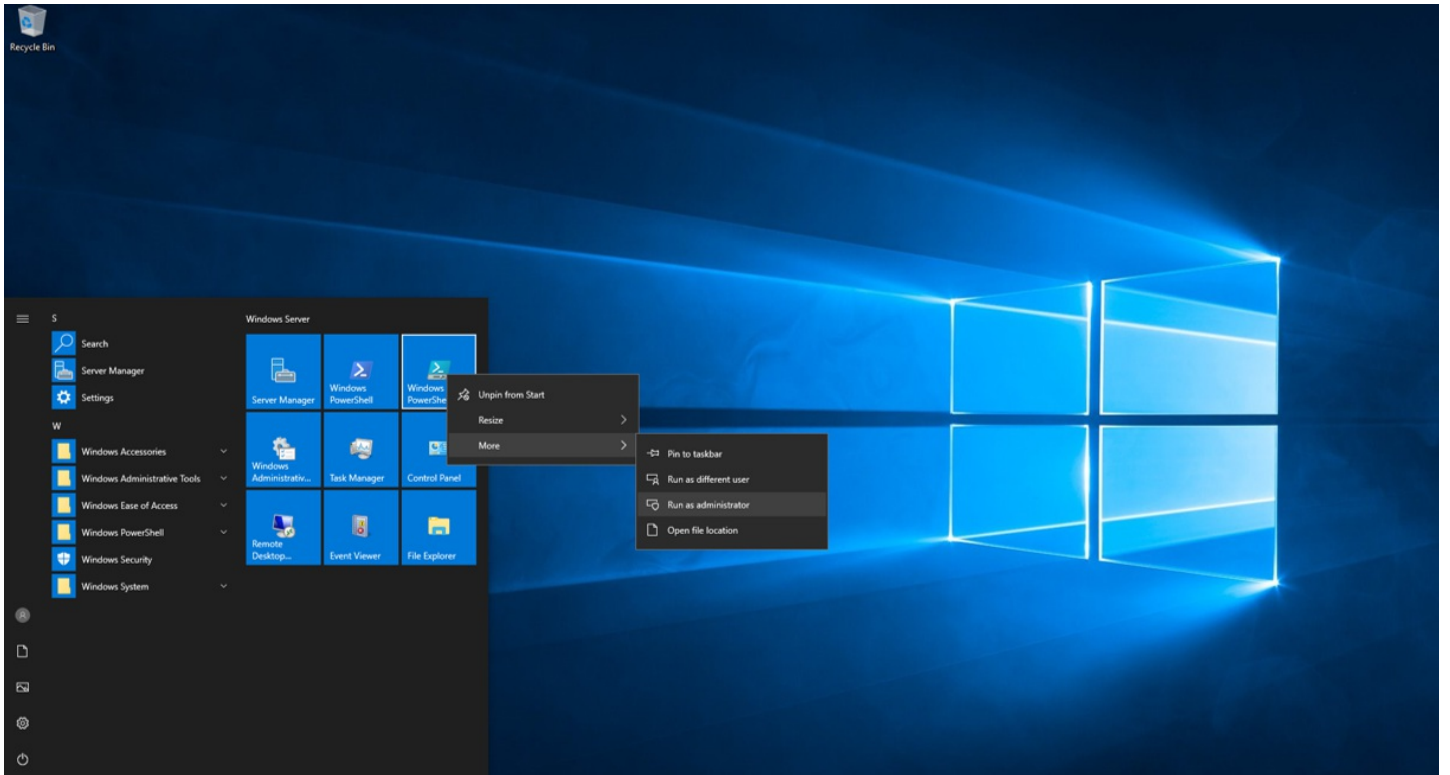 Recycle Bin
S
Search
Server Manager
Settings
W
Windows Accessories
Windows Administrative Tools
Windows Ease of Access
Windows PowerShell
Windows Security
Windows System
Windows Server
Server Manager
Windows
PowerShell
Windows
PowerShe
Windows
Administrativ...
Task Manager
Control Panel
Remote
Desktop...
Event Viewer
File Explorer
Unpin from Start
Resize
More
Pin to taskbar
Run as different user
Run as administrator
Open file location